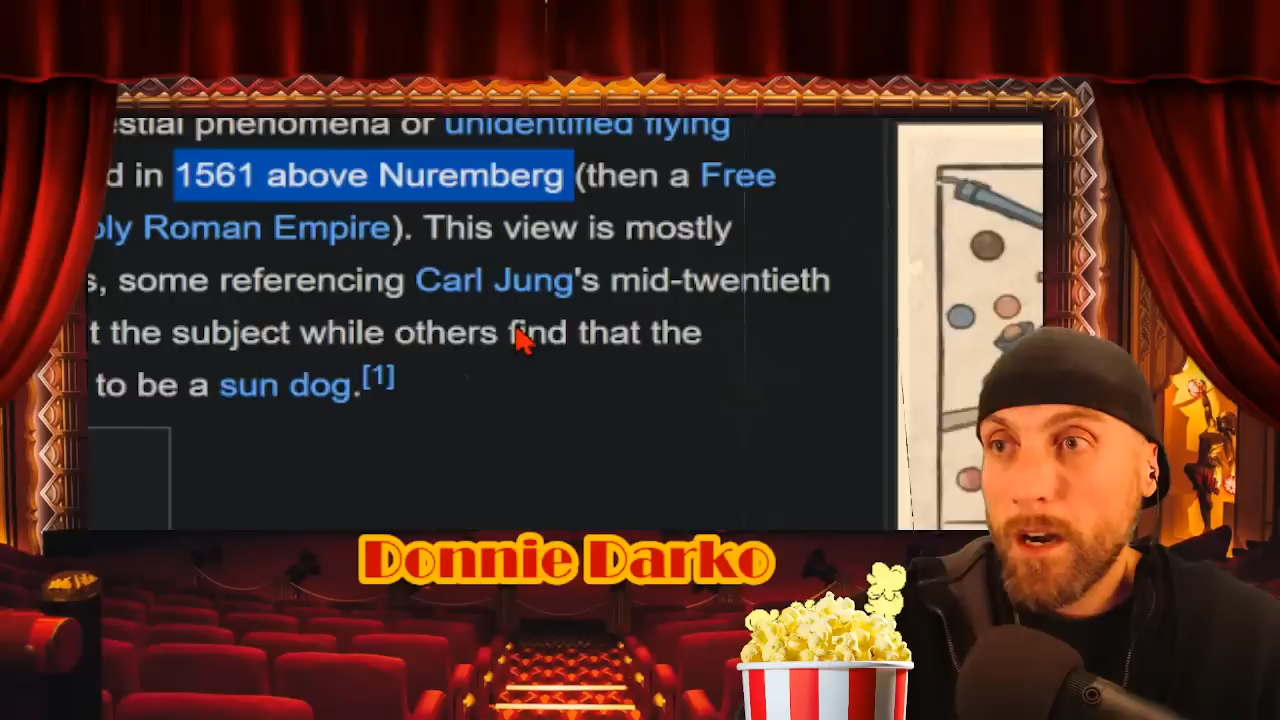 estial phenomena or unidentified flying
d in 1561 above Nuremberg (then a Free
oly Roman Empire). This view is mostly
s, some referencing Carl Jung's mid-twentieth
t the subject while others find that the
to be a sun dog.[1]
Donnie Darko